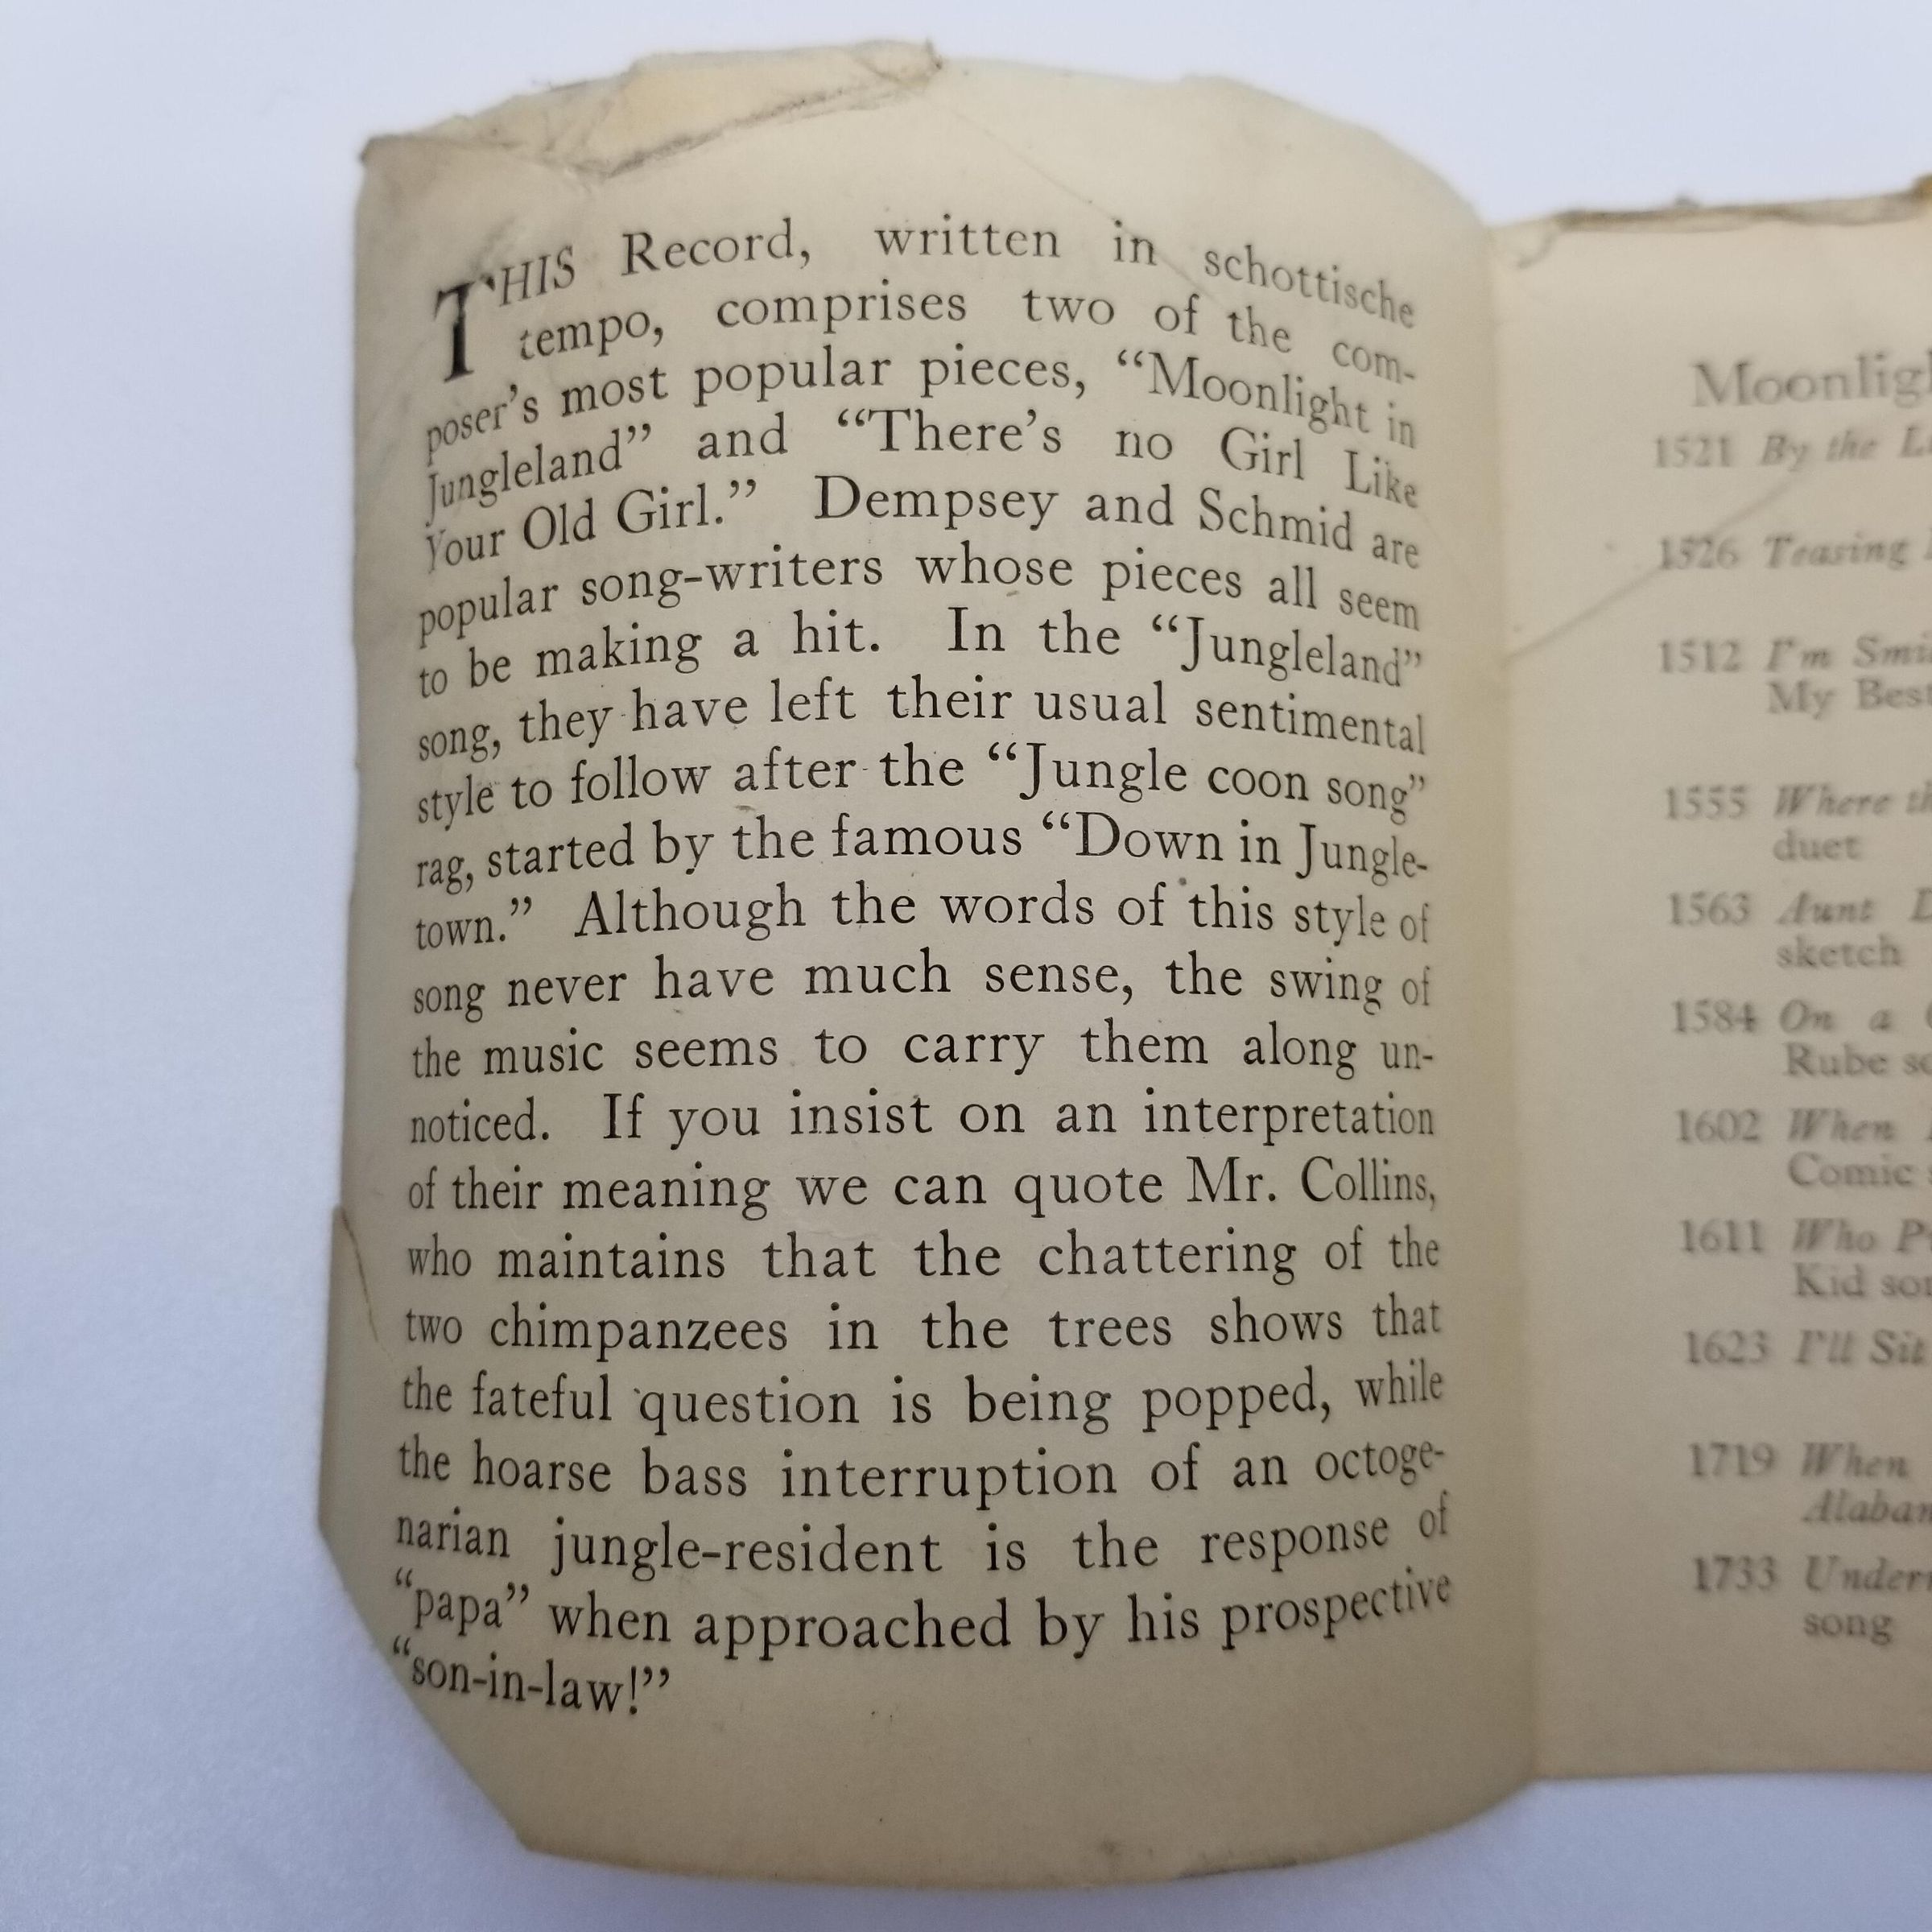 THIS Record, written in schottische
tempo, comprises two of the com-
poser's most popular pieces, “Moonlight in
Jungleland” and “There's no Girl Like
Your Old Girl.” Dempsey and Schmid are
popular song-writers whose pieces all seem
to be making a hit. In the “Jungleland”
song, they have left their usual sentimental
style to follow after the “Jungle coon song”
rag, started by the famous “Down in Jungle-
town.” Although the words of this style of
song never have much sense, the swing of
the music seems to carry them along un-
noticed. If you insist on an interpretation
of their meaning we can quote Mr. Collins,
who maintains that the chattering of the
two chimpanzees in the trees shows that
the fateful question is being popped, while
the hoarse bass interruption of an octoge-
narian jungle-resident is the response of
“papa” when approached by his prospective
“son-in-law!”
1521 By the
1526 Teasing
1512 I'm
My Best
1555 Where
duet
1563 Aunt
sketch
1584 On a
Rube
1602 When
Comic
1611 Who
Kid
1623 I'll Sit
1719 When
1733
song